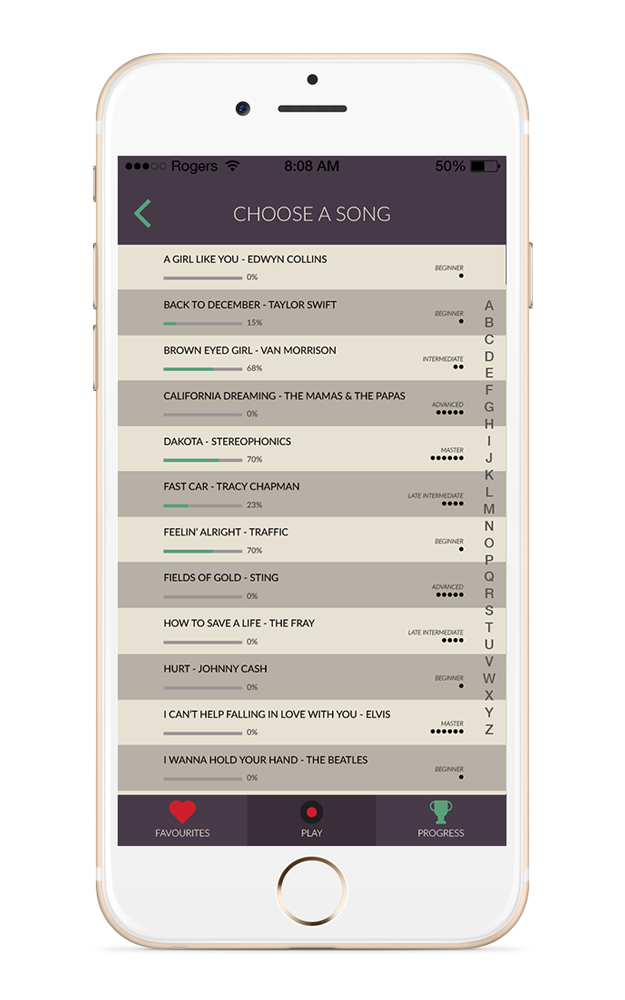 Rogers 8:08 AM 50%
CHOOSE A SONG
A GIRL LIKE YOU - EDWYN COLLINS
0%
BEGINNER
BACK TO DECEMBER - TAYLOR SWIFT
15%
BEGINNER
BROWN EYED GIRL - VAN MORRISON
68%
INTERMEDIATE
CALIFORNIA DREAMING - THE MAMAS & THE PAPAS
0%
ADVANCED
DAKOTA - STEREOPHONICS
70%
MASTER
FAST CAR - TRACY CHAPMAN
23%
LATE INTERMEDIATE
FEELIN' ALRIGHT - TRAFFIC
70%
BEGINNER
FIELDS OF GOLD - STING
0%
ADVANCED
HOW TO SAVE A LIFE - THE FRAY
0%
LATE INTERMEDIATE
HURT - JOHNNY CASH
0%
BEGINNER
I CAN'T HELP FALLING IN LOVE WITH YOU - ELVIS
0%
MASTER
I WANNA HOLD YOUR HAND - THE BEATLES
0%
BEGINNER
A
B
C
D
E
F
G
H
I
J
K
L
M
N
O
P
Q
R
S
T
U
V
W
X
Y
Z
FAVOURITES PLAY PROGRESS